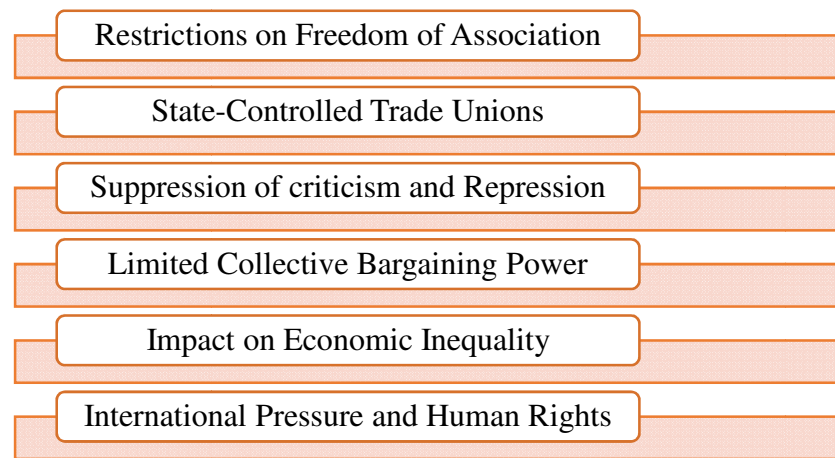 Restrictions on Freedom of Association
State-Controlled Trade Unions
Suppression of criticism and Repression
Limited Collective Bargaining Power
Impact on Economic Inequality
International Pressure and Human Rights